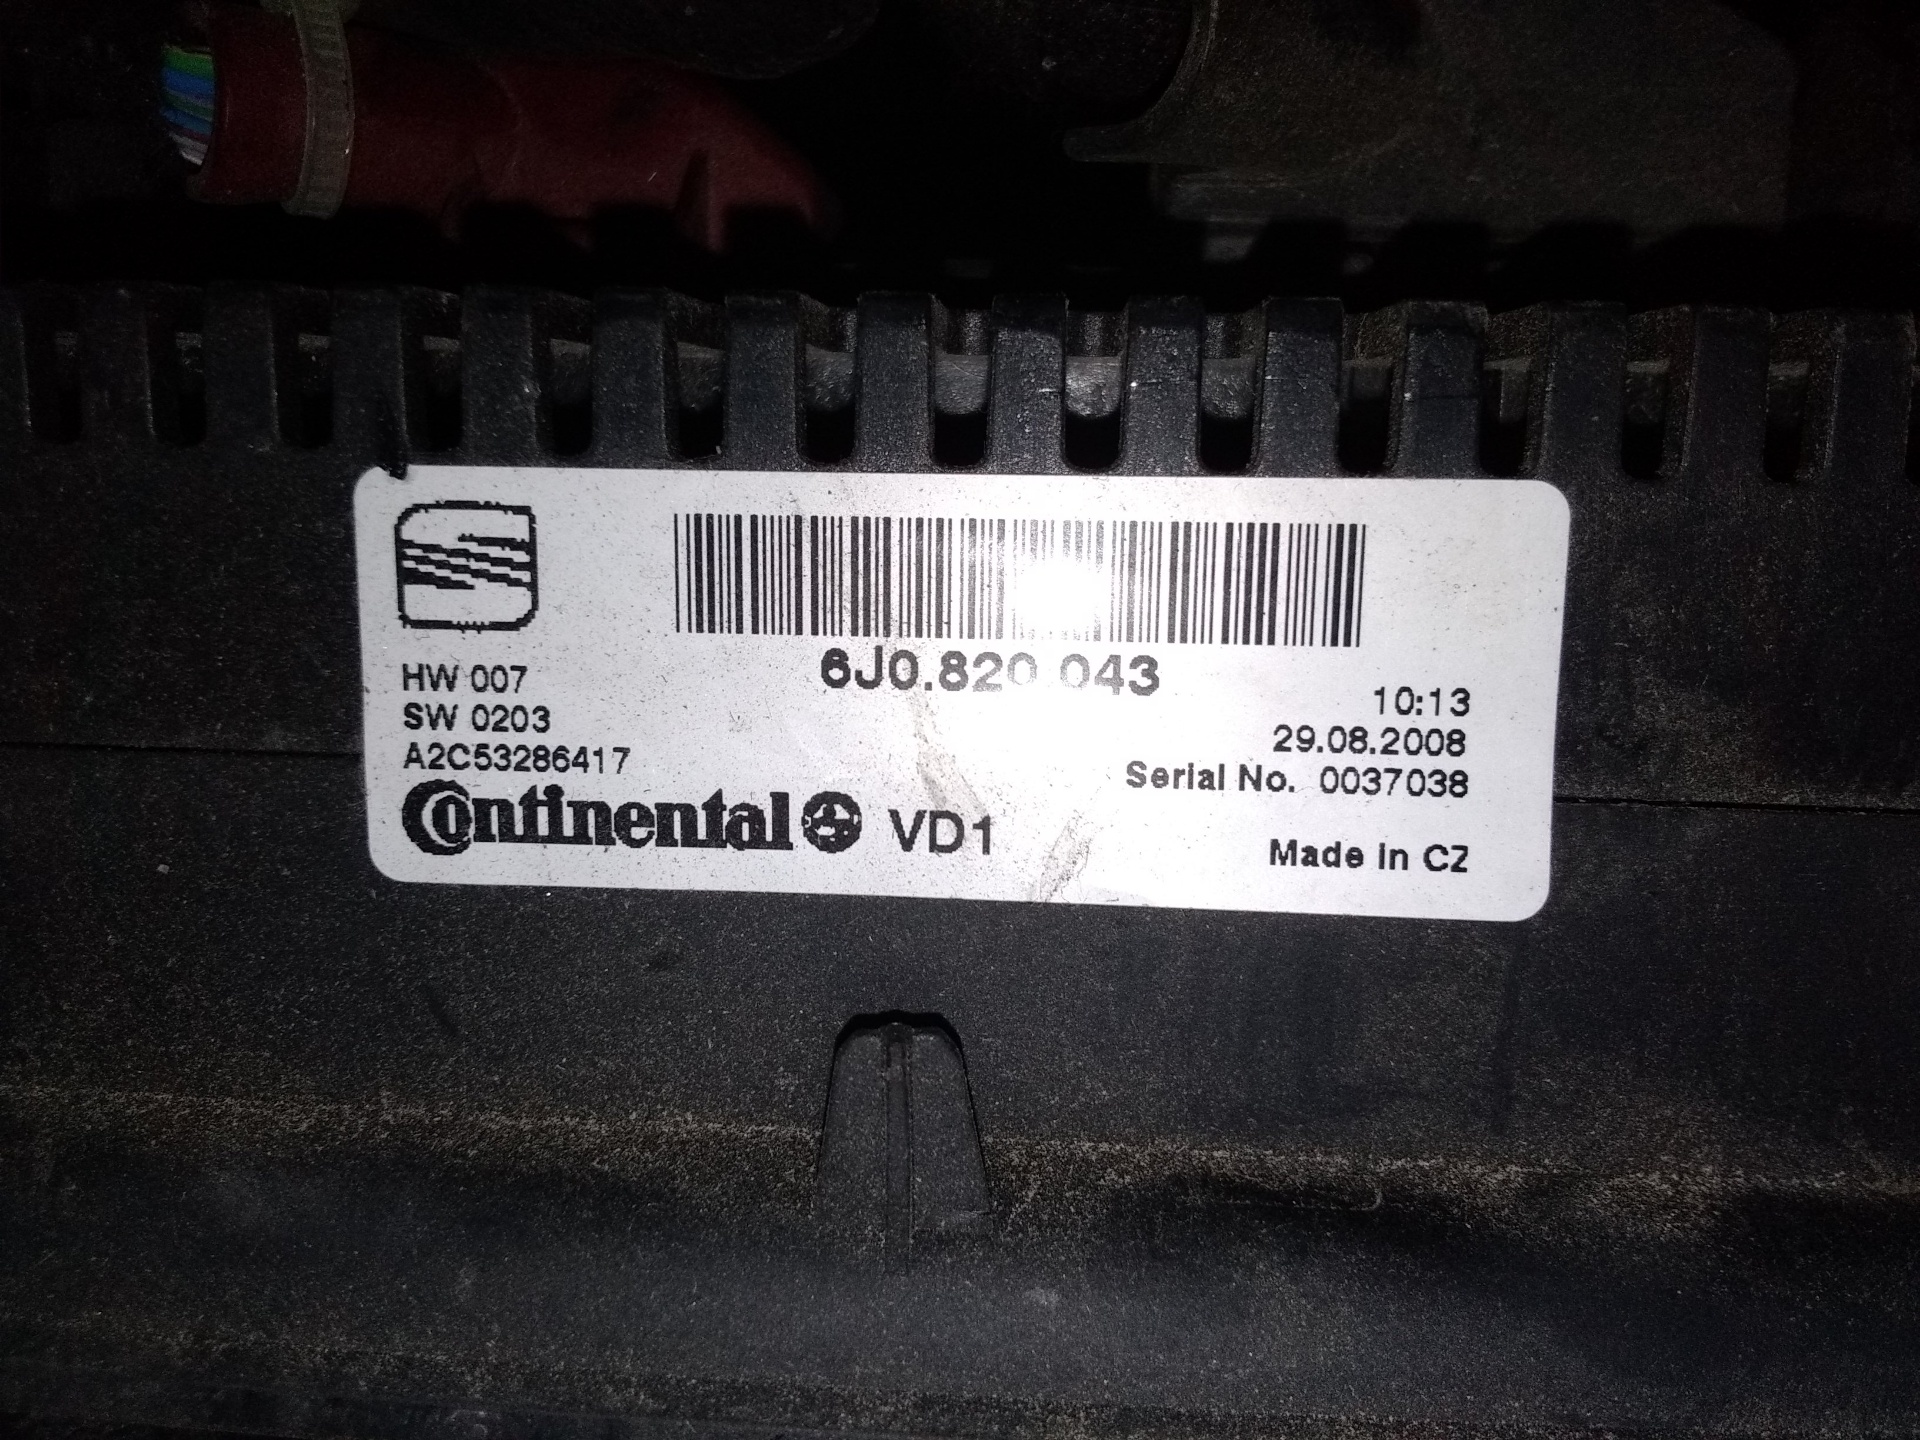 6J0.820 043
HW 007
SW 0203
A2C53286417
10:13
29.08.2008
Serial No. 0037038
Continental VD1
Made in CZ